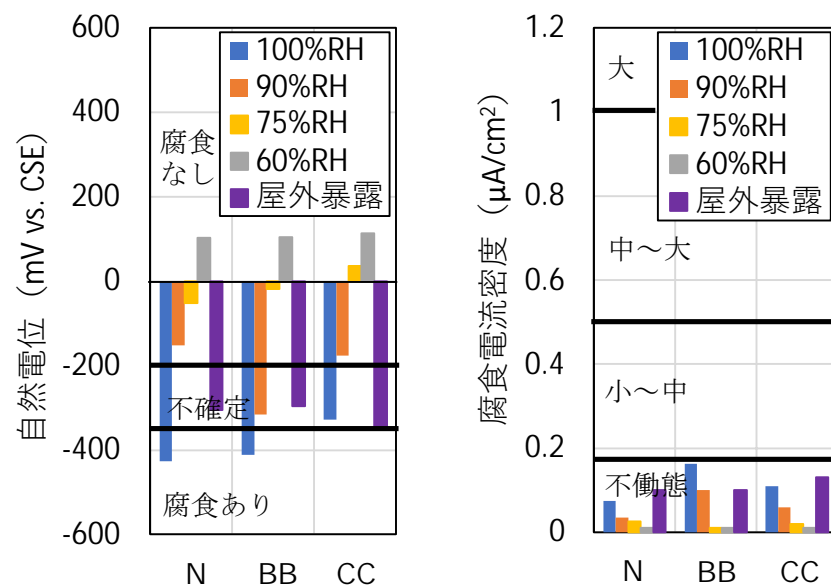 自然電位（mV vs. CSE）
600
400
200
0
-200
-400
-600
100%RH
90%RH
75%RH
60%RH
屋外暴露
腐食
なし
不確定
腐食あり
N BB CC
腐食電流密度（μA/cm²）
1.2
1
0.8
0.6
0.4
0.2
0
100%RH
90%RH
75%RH
60%RH
屋外暴露
大
中～大
小～中
不働態
N BB CC